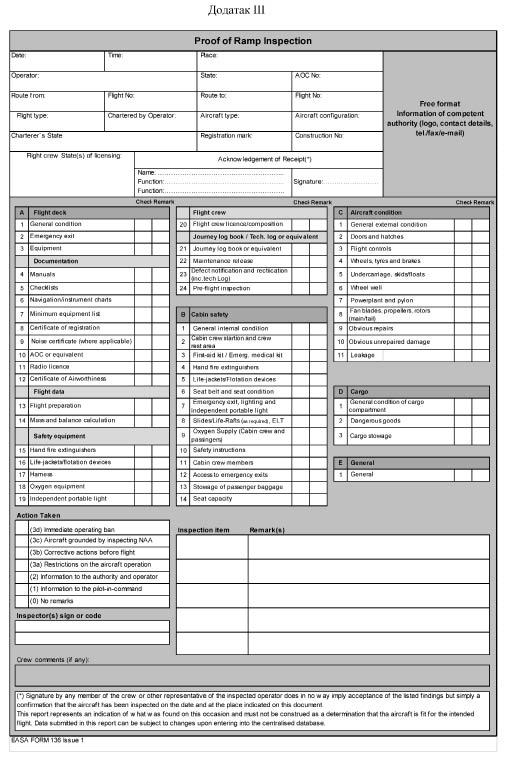 Додатак III
Proof of Ramp Inspection
Date:
Time:
Place:
Operator:
State:
AOC No:
Route from:
Flight No:
Route to:
Flight No:
Flight type:
Chartered by Operator:
Aircraft type:
Aircraft configuration:
Charterer`s State
Registration mark:
Construction No:
Free format
Information of competent
authority (logo, contact details,
tel./fax/e-mail)
Flight crew State(s) of licensing:
Acknowledgement of Receipt(*)
Name: ......................................................
Function:......................................................
Function:......................................................
Signature:.........................
Check Remark
A Flight deck
1 General condition
2 Emergency exit
3 Equipment
Documentation
4 Manuals
5 Checklists
6 Navigation/instrument charts
7 Minimum equipment list
8 Certificate of registration
9 Noise certificate (where applicable)
10 AOC or equivalent
11 Radio licence
12 Certificate of Airworthiness
Flight data
13 Flight preparation
14 Mass and balance calculation
Safety equipment
15 Hand fire extinguishers
16 Life-jackets/flotation devices
17 Harness
18 Oxygen equipment
19 Independent portable light
Check Remark
Flight crew
20 Flight crew licence/composition
Journey log book / Tech. log or equivalent
21 Journey log book or equivalent
22 Maintenance release
23 Defect notification and rectification
(inc.tech Log)
24 Pre-flight inspection
B Cabin safety
1 General internal condition
2 Cabin crew startion and crew
rest area
3 First-aid kit / Emerg. medical kit
4 Hand fire extinguishers
5 Life-jackets/Flotation devices
6 Seat belt and seat condition
7 Emergency exit, lighting and
independent portable light
8 Slides/Life-Rafts (as required), ELT
9 Oxygen Supply (Cabin crew and
passengers)
10 Safety instructions
11 Cabin crew members
12 Access to emergency exits
13 Stowage of passenger baggage
14 Seat capacity
Check Remark
C Aircraft condition
1 General external condition
2 Doors and hatches
3 Flight controls
4 Wheels, tyres and brakes
5 Undercarriage, skids/floats
6 Wheel well
7 Powerplant and pylon
8 Fan blades, propellers, rotors
(main/tail)
9 Obvious repairs
10 Obvious unrepaired damage
11 Leakage
D Cargo
1 General condition of cargo
compartment
2 Dangerous goods
3 Cargo stowage
E General
1 General
Action Taken
(3d) Immediate operating ban
(3c) Aircraft grounded by inspecting NAA
(3b) Corrective actions before flight
(3a) Restrictions on the aircraft operation
(2) Information to the authority and operator
(1) Information to the pilot-in-command
(0) No remarks
Inspector(s) sign or code
Inspection item
Remark(s)
Crew comments (if any):
(*) Signature by any member of the crew or other representative of the inspected operator does in no way imply acceptance of the listed findings but simply a
confirmation that the aircraft has been inspected on the date and at the place indicated on this document.
This report represents an indication of what was found on this occasion and must not be construed as a determination that tha aircraft is fit for the intended
flight. Data submitted in this report can be subject to changes upon entering into the centralised database.
EASA FORM 136 Issue 1